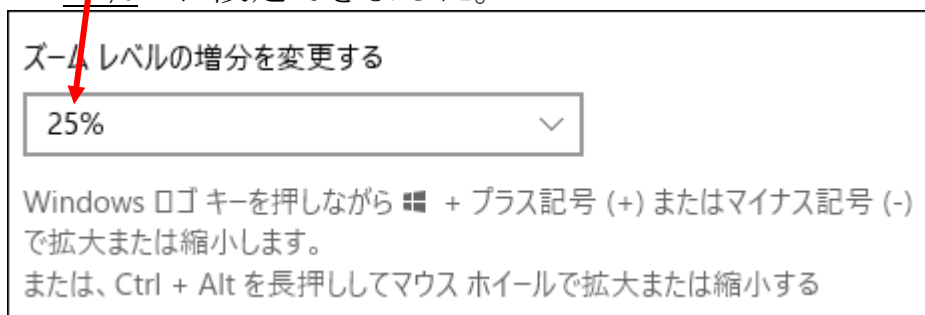 ズーム レベルの増分を変更する
25%
Windows ロゴ キーを押しながら + プラス記号 (+) またはマイナス記号 (-)
で拡大または縮小します。
または、Ctrl + Alt を長押ししてマウス ホイールで拡大または縮小する